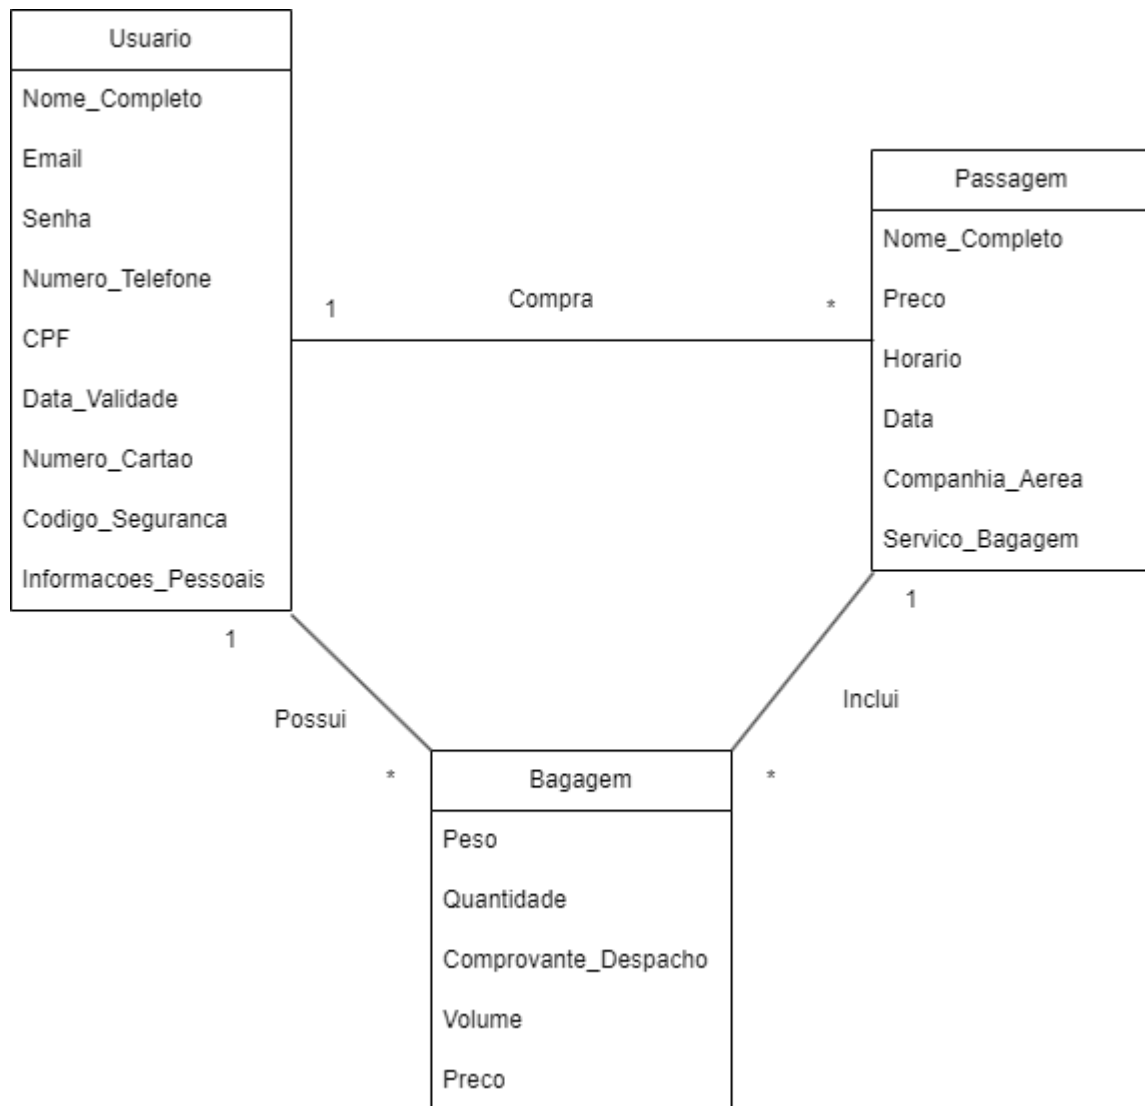 Usuario
Nome_Completo
Email
Senha
Numero_Telefone
CPF
Data_Validade
Numero_Cartao
Codigo_Seguranca
Informacoes_Pessoais
1
Compra
*
Passagem
Nome_Completo
Preco
Horario
Data
Companhia_Aerea
Servico_Bagagem
1
Possui
*
1
Inclui
*
Bagagem
Peso
Quantidade
Comprovante_Despacho
Volume
Preco